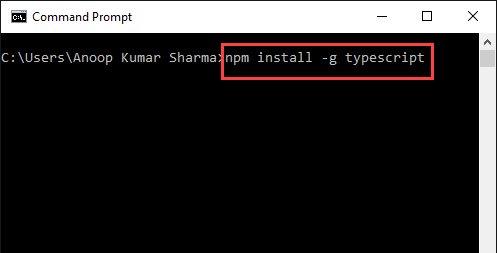 Command Prompt
C:\Users\Anoop Kumar Sharma>npm install -g typescript